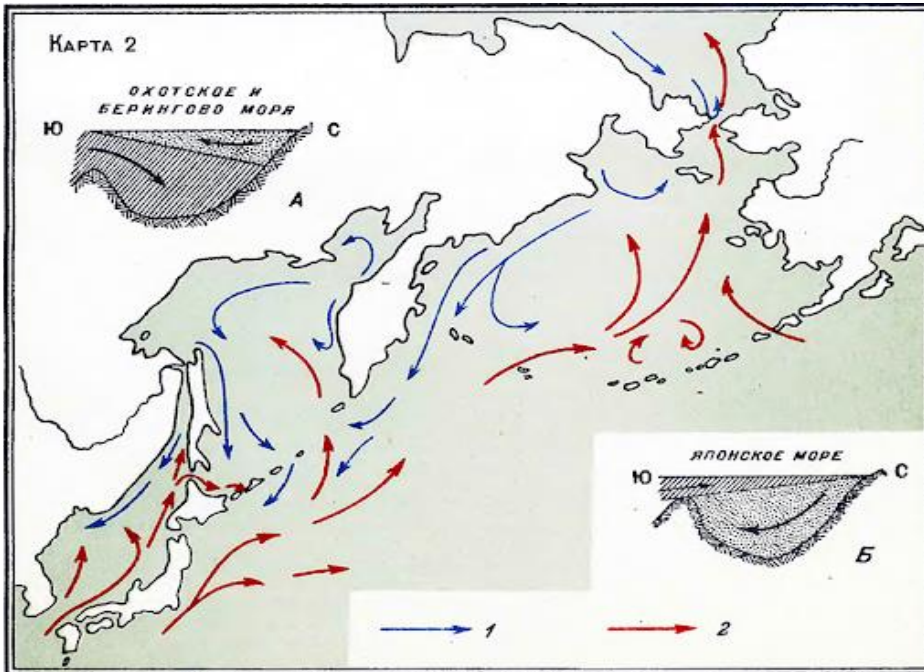 КАРТА 2
ОХОТСКОЕ И
БЕРИНГОВО МОРЯ
Ю
С
А
ЯПОНСКОЕ МОРЕ
Ю
С
Б
1
2